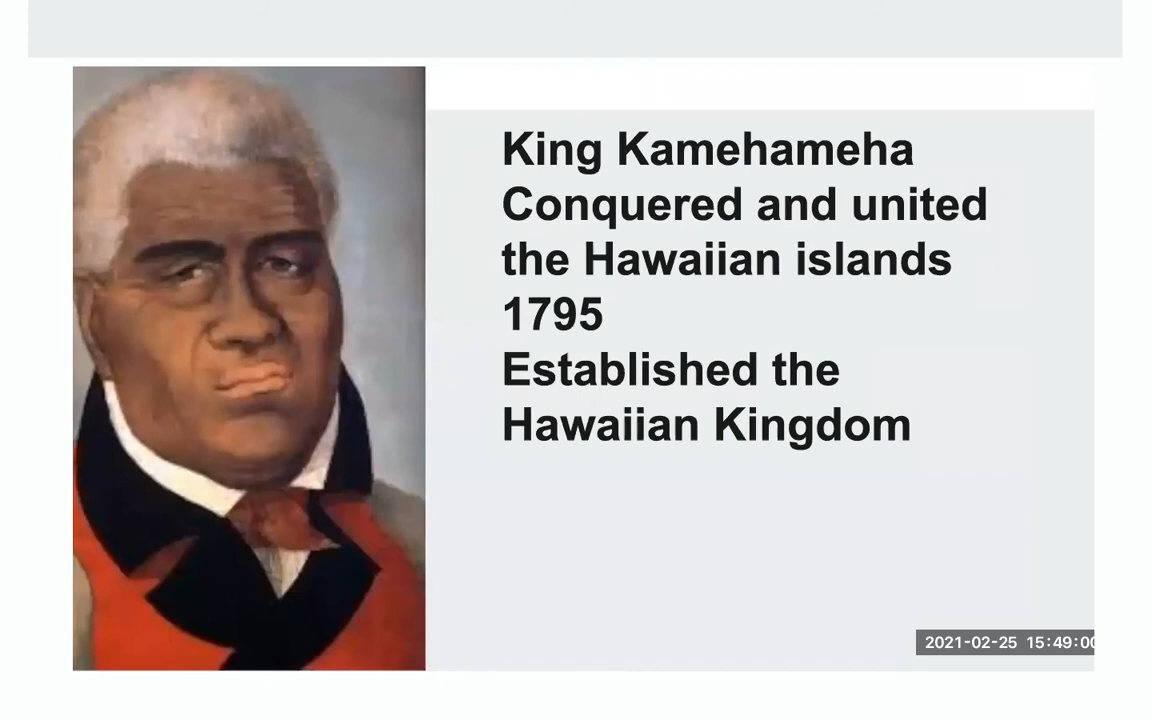 King Kamehameha
Conquered and united
the Hawaiian islands
1795
Established the
Hawaiian Kingdom
2021-02-25 15:49:00